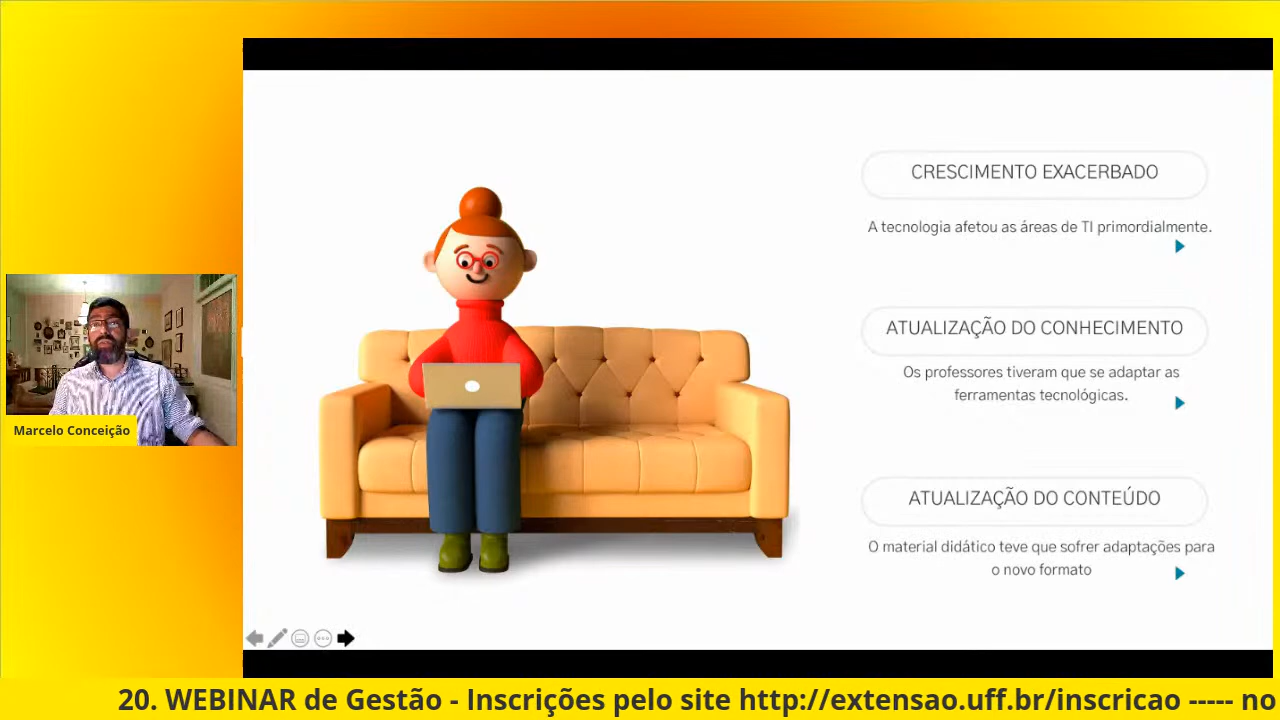 CRESCIMENTO EXACERBADO
A tecnologia afetou as áreas de TI primordialmente.
ATUALIZAÇÃO DO CONHECIMENTO
Os professores tiveram que se adaptar as
ferramentas tecnológicas.
ATUALIZAÇÃO DO CONTEÚDO
O material didático teve que sofrer adaptações para
o novo formato
Marcelo Conceição
20. WEBINAR de Gestão - Inscrições pelo site http://extensao.uff.br/inscricao ----- no